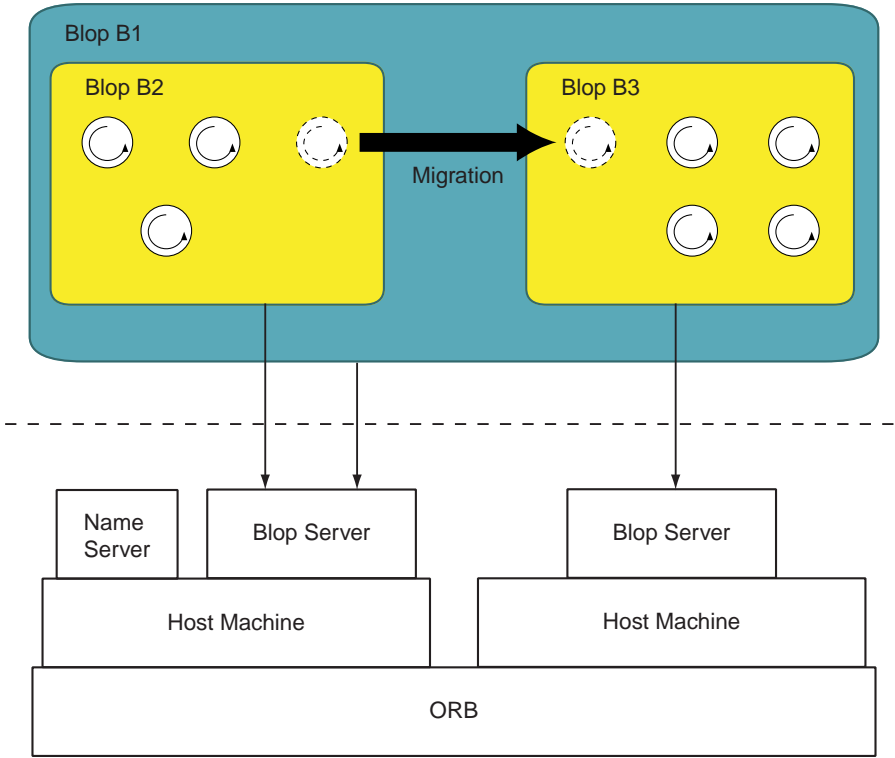 Blop B1
Blop B2
Blop B3
Migration
Name
Server
Blop Server
Blop Server
Host Machine
Host Machine
ORB